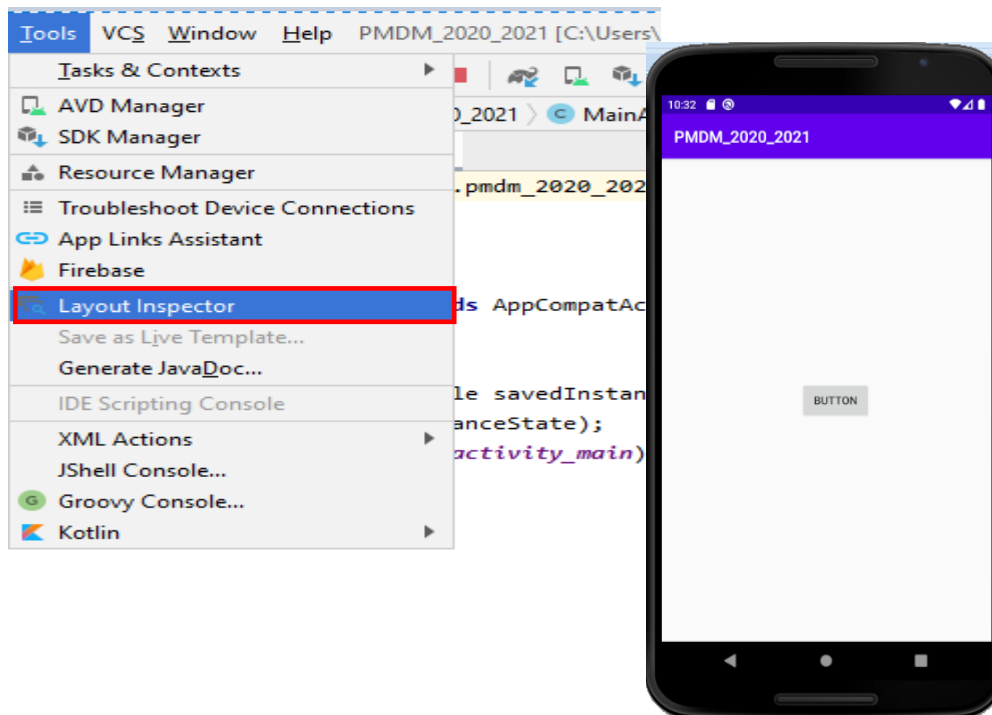 Tools VCS Window Help PMDM_2020_2021 [C:\Users\
Tasks & Contexts
AVD Manager
SDK Manager
Resource Manager
Troubleshoot Device Connections
App Links Assistant
Firebase
Layout Inspector
Save as Live Template...
Generate JavaDoc...
IDE Scripting Console
XML Actions
JShell Console...
G Groovy Console...
Kotlin
_2021 C MainA
.pmdm_2020_202
ds AppCompatAc
le savedInstan
anceState);
activity_main)
10:32
PMDM_2020_2021
BUTTON